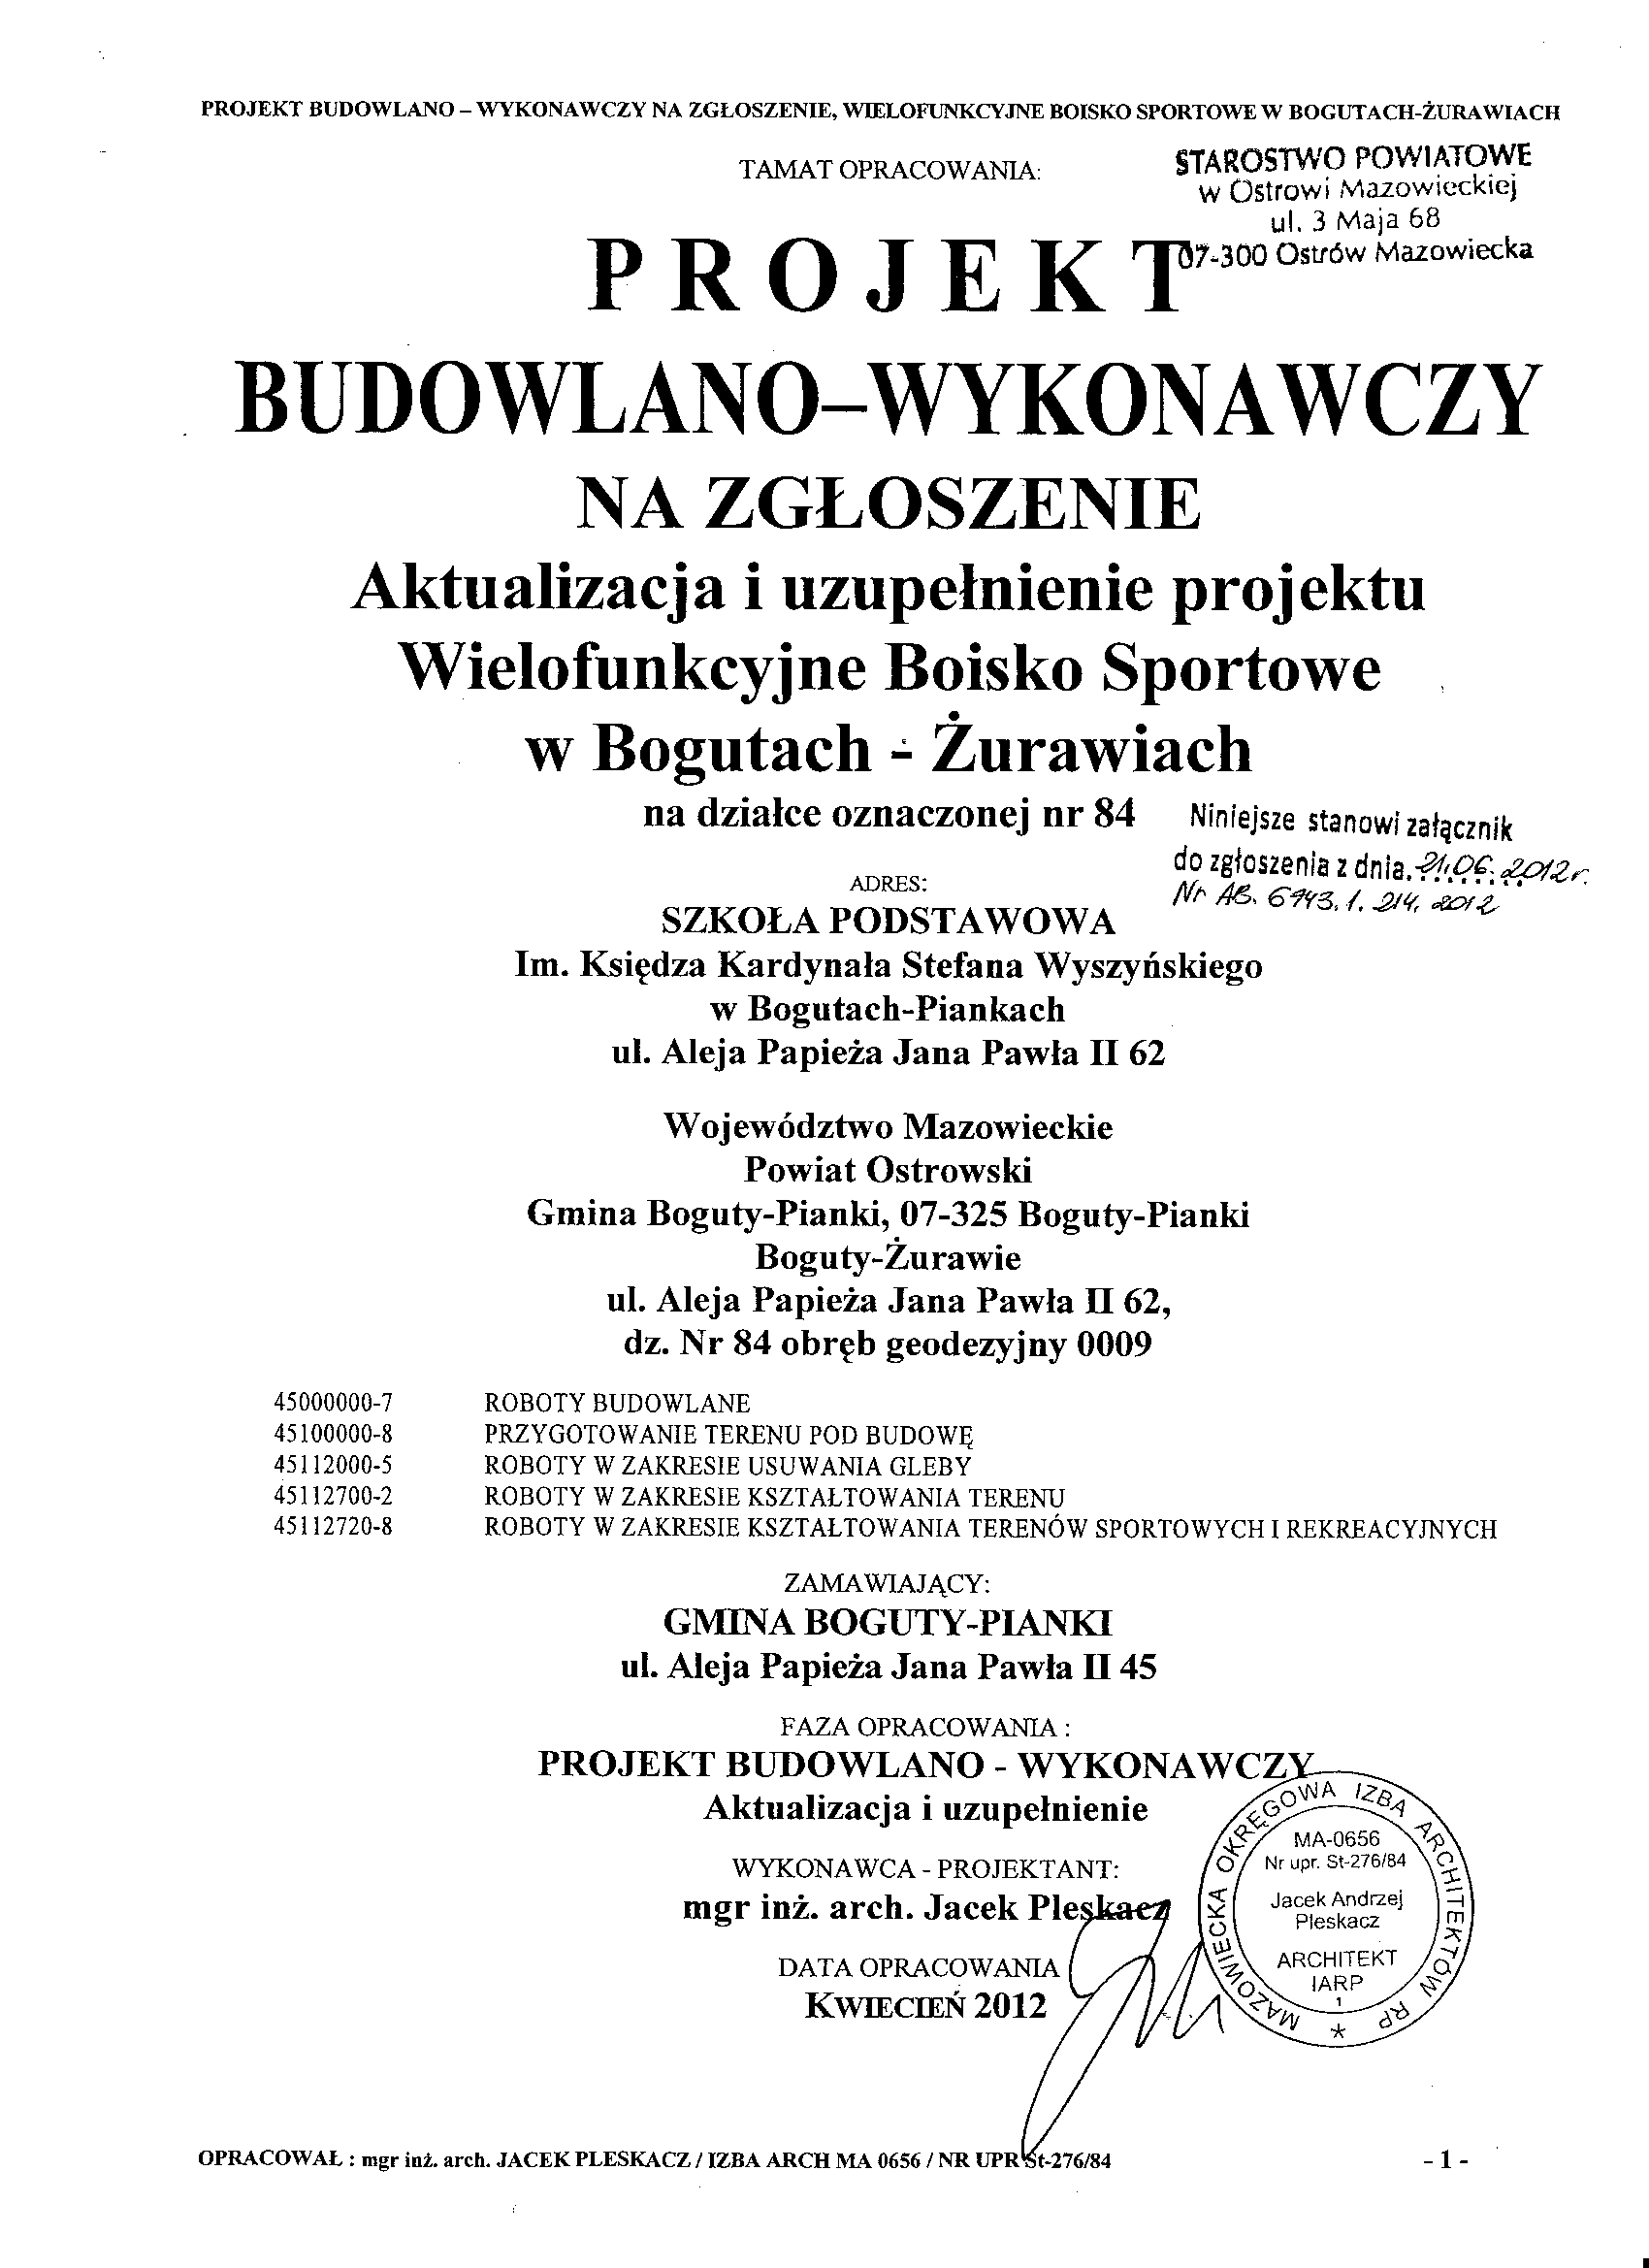 PROJEKT BUDOWLANO – WYKONAWCZY NA ZGŁOSZENIE, WIELOFUNKCYJNE BOISKO SPORTOWE W BOGUTACH-ŻURAWIACH
TAMAT OPRACOWANIA:
STAROSTWO POWIATOWE
w Ostrowi Mazowieckiej
ul. 3 Maja 68
07-300 Ostrów Mazowiecka
PROJEKT
BUDOWLANO–WYKONAWCZY
NA ZGŁOSZENIE
Aktualizacja i uzupełnienie projektu
Wielofunkcyjne Boisko Sportowe
w Bogutach - Żurawiach
na działce oznaczonej nr 84
Niniejsze stanowi załącznik
do zgłoszenia z dnia. 21.06.2012r.
Nr AB. 6743.1.214.2012
ADRES:
SZKOŁA PODSTAWOWA
Im. Księdza Kardynała Stefana Wyszyńskiego
w Bogutach-Piankach
ul. Aleja Papieża Jana Pawła II 62
Województwo Mazowieckie
Powiat Ostrowski
Gmina Boguty-Pianki, 07-325 Boguty-Pianki
Boguty-Żurawie
ul. Aleja Papieża Jana Pawła II 62,
dz. Nr 84 obręb geodezyjny 0009
45000000-7 ROBOTY BUDOWLANE
45100000-8 PRZYGOTOWANIE TERENU POD BUDOWĘ
45112000-5 ROBOTY W ZAKRESIE USUWANIA GLEBY
45112700-2 ROBOTY W ZAKRESIE KSZTAŁTOWANIA TERENU
45112720-8 ROBOTY W ZAKRESIE KSZTAŁTOWANIA TERENÓW SPORTOWYCH I REKREACYJNYCH
ZAMAWIAJĄCY:
GMINA BOGUTY-PIANKI
ul. Aleja Papieża Jana Pawła II 45
FAZA OPRACOWANIA :
PROJEKT BUDOWLANO - WYKONAWCZY
Aktualizacja i uzupełnienie
WYKONAWCA - PROJEKTANT:
mgr inż. arch. Jacek Pleskacz
DATA OPRACOWANIA
KWIECIEŃ 2012
MAZOWIECKA OKRĘGOWA IZBA ARCHITEKTÓW RP *
MA-0656
Nr upr. St-276/84
Jacek Andrzej
Pleskacz
ARCHITEKT
IARP
1
OPRACOWAŁ : mgr inż. arch. JACEK PLESKACZ / IZBA ARCH MA 0656 / NR UPR St-276/84
- 1 -